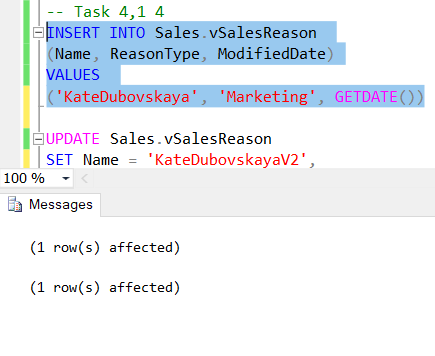 -- Task 4,1 4
INSERT INTO Sales.vSalesReason
(Name, ReasonType, ModifiedDate)
VALUES
('KateDubovskaya', 'Marketing', GETDATE())
UPDATE Sales.vSalesReason
SET Name = 'KateDubovskayaV2',
100 %
Messages
(1 row(s) affected)
(1 row(s) affected)